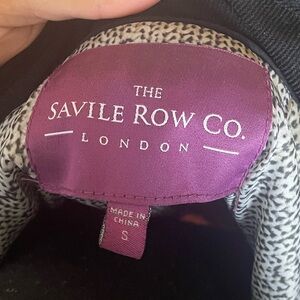 THE
SAVILE ROW CO.
LONDON
MADE IN
CHINA
S